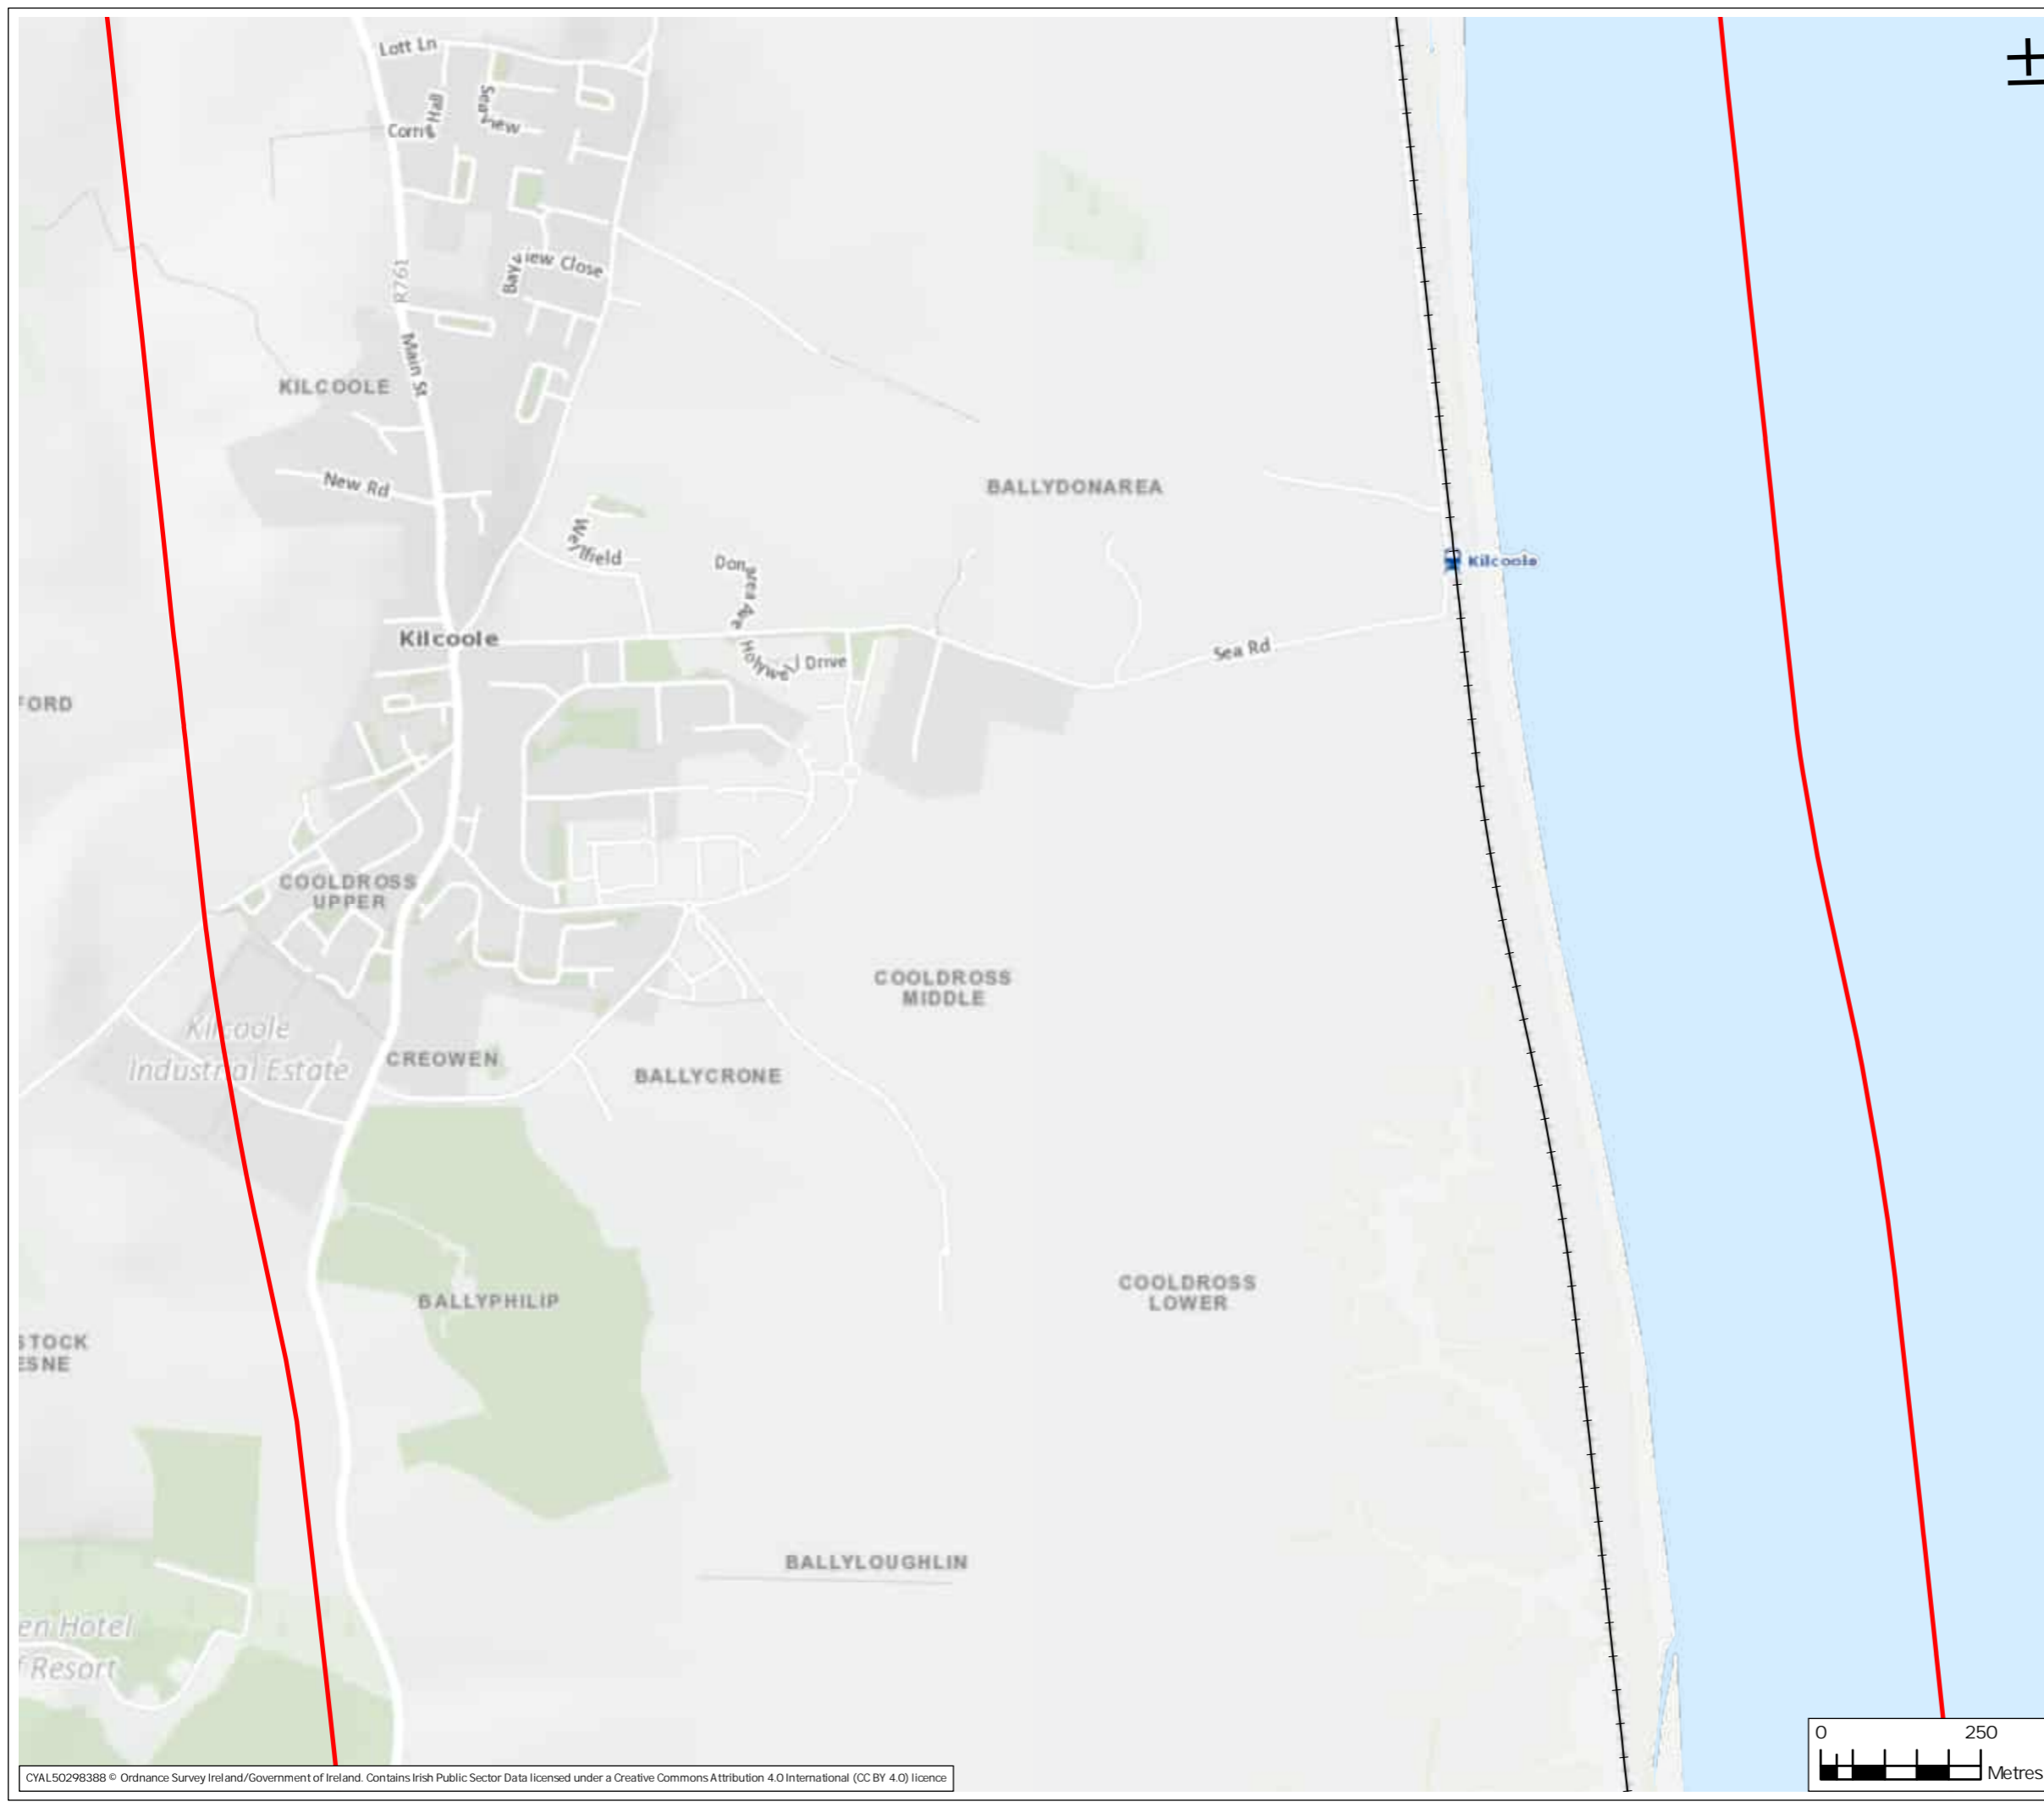 Lott Ln
Sea View
Hall
R761
Bay View Close
Main St
KILCOOLE
New Rd
BALLYDONAREA
Wellfield
Kilcoole
Donarea Ave
Kilcoole
Sea Rd
Holywell Drive
FORD
COOLDROSS
UPPER
COOLDROSS
MIDDLE
Kilcoole
Industrial Estate
CREOWEN
BALLYCRONE
COOLDROSS
LOWER
BALLYPHILIP
STOCK
ESNE
BALLYLOUGHLIN
en Hotel
f Resort
0 250
Metres
CYAL50298388 © Ordnance Survey Ireland/Government of Ireland. Contains Irish Public Sector Data licensed under a Creative Commons Attribution 4.0 International (CC BY 4.0) licence